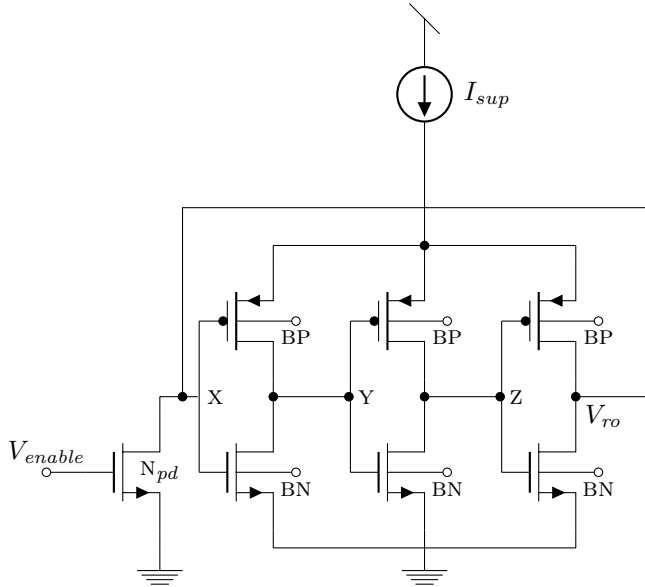 I_sup
BP
BP
BP
X
Y
Z
V_ro
V_enable
N_pd
BN
BN
BN